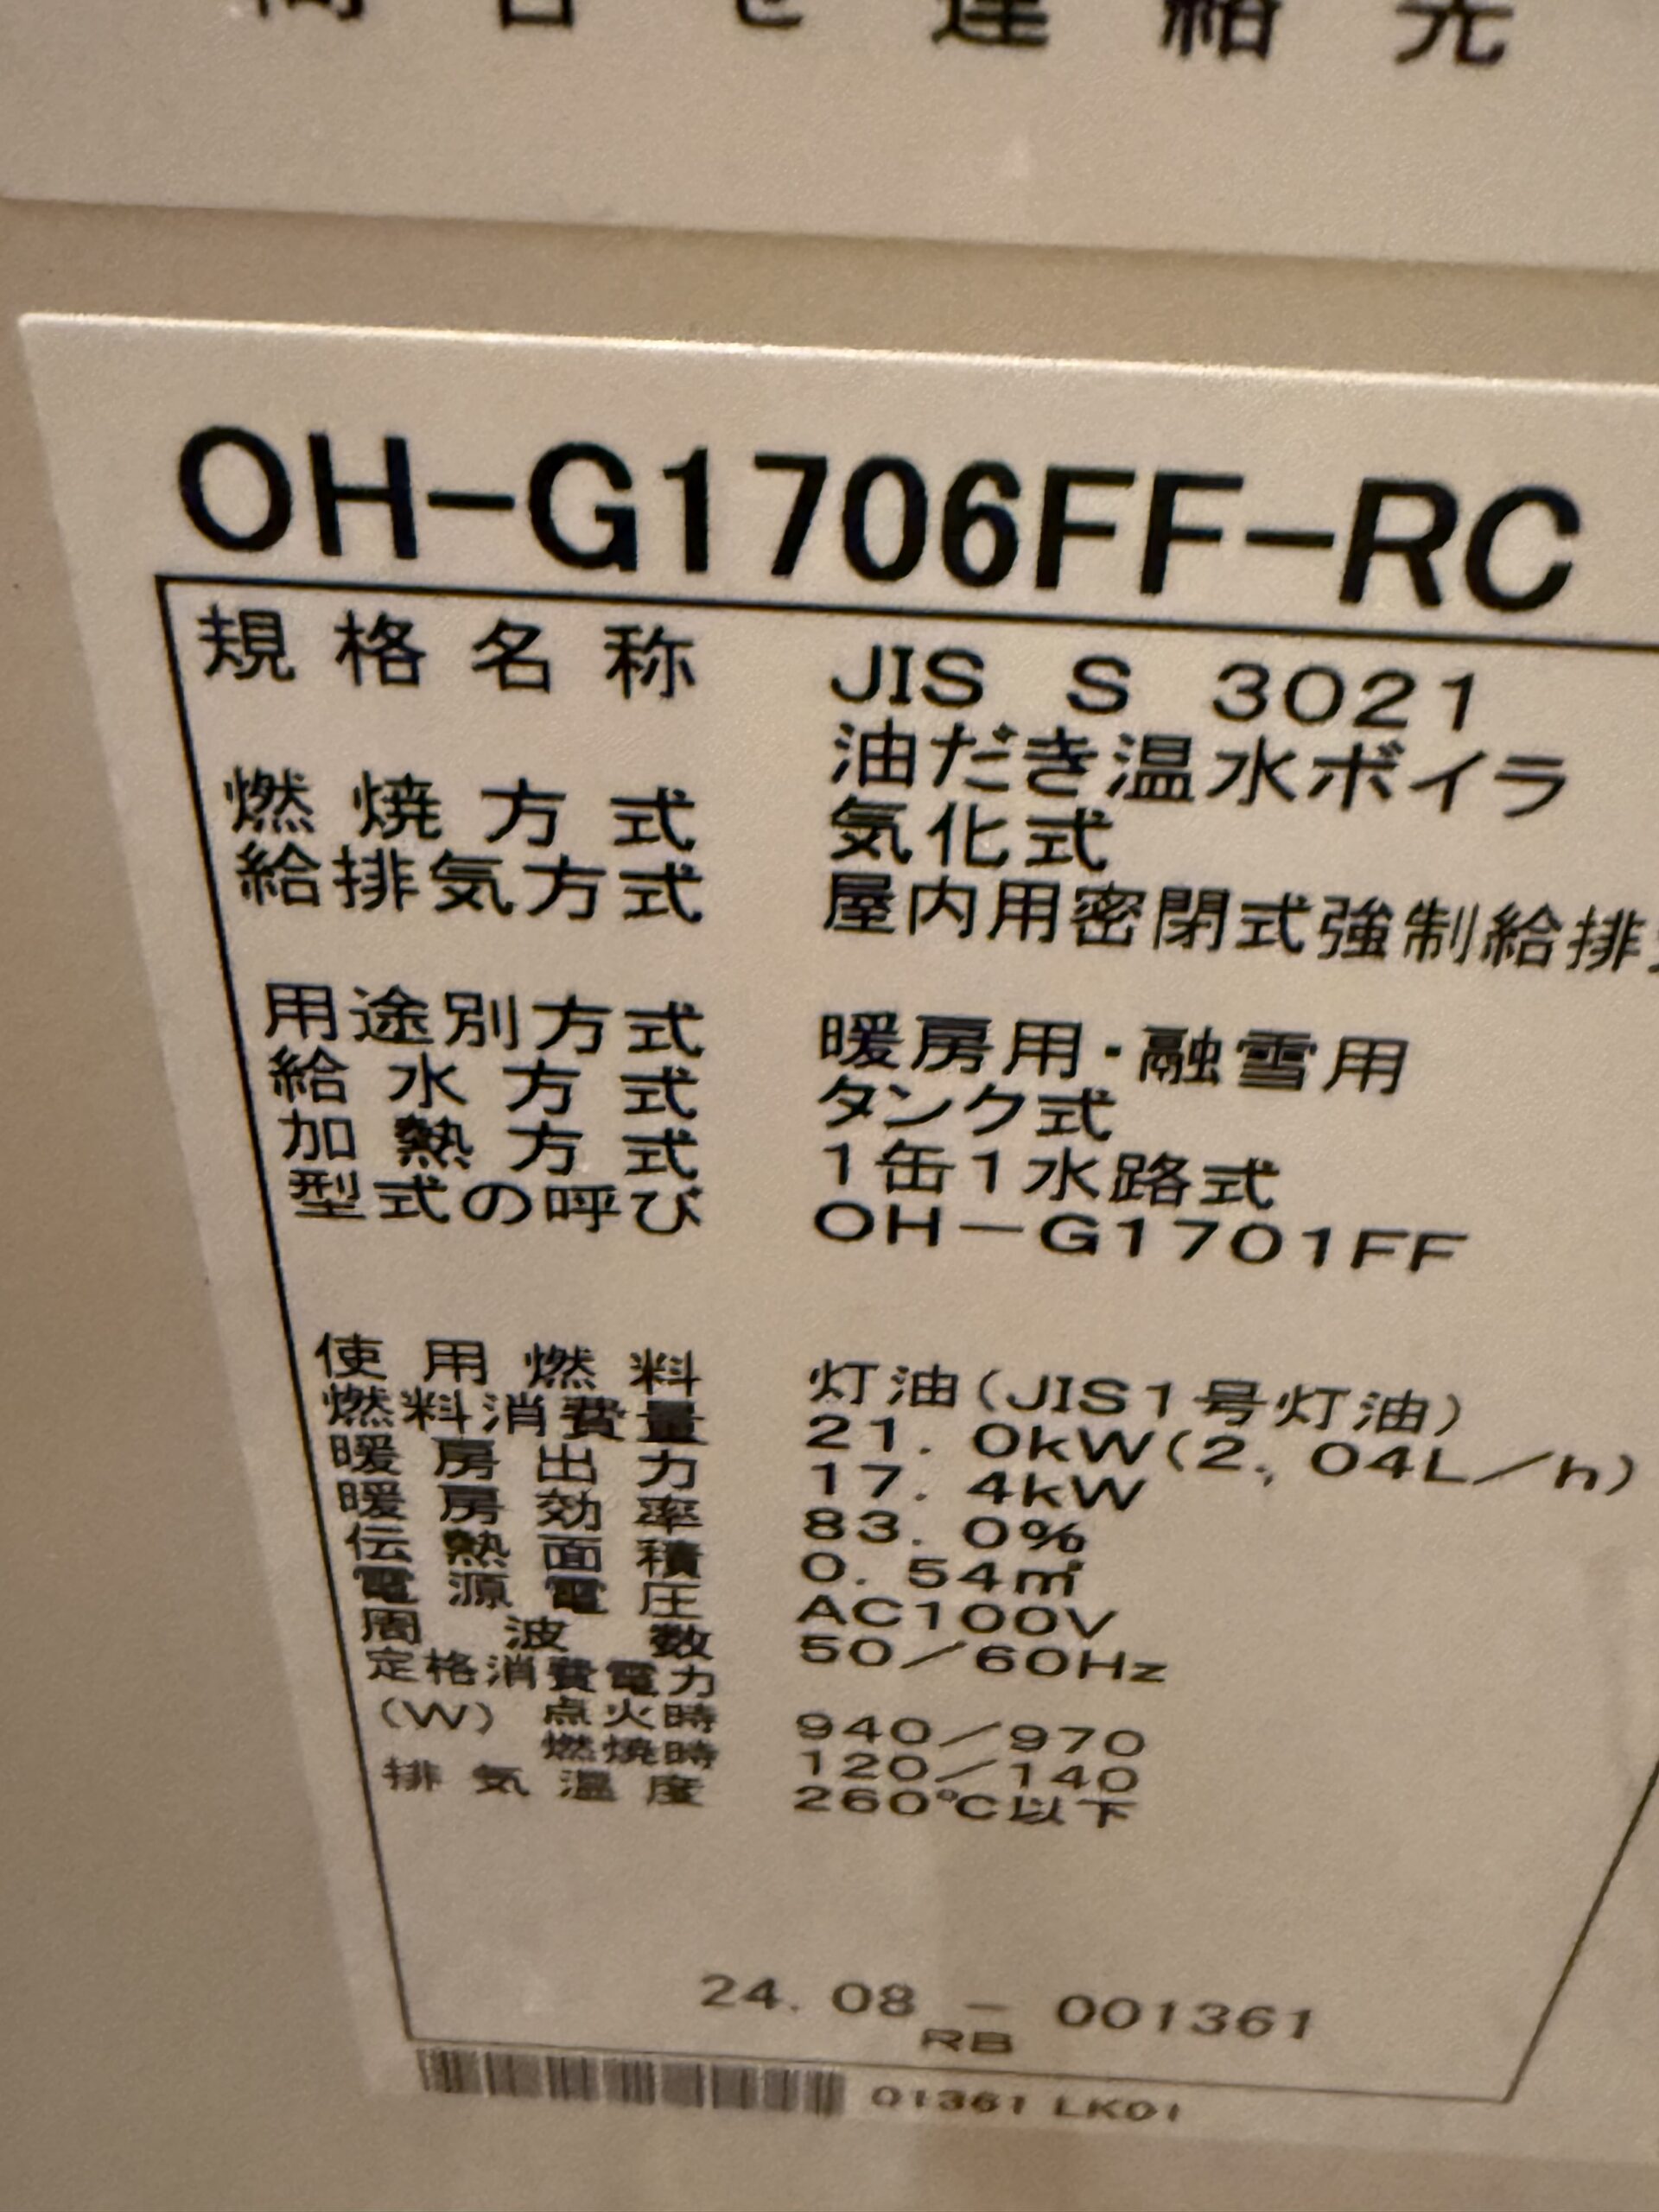 問合せ連絡先
OH-G1706FF-RC
規格名称 JIS S 3021
油だき温水ボイラ
燃焼方式 気化式
給排気方式 屋内用密閉式強制給排
用途別方式 暖房用・融雪用
給水方式 タンク式
加熱方式 1缶1水路式
型式の呼び OH-G1701FF
使用燃料 灯油(JIS1号灯油)
燃料消費量 21.0kW(2.04L/h)
暖房出力 17.4kW
暖房効率 83.0%
伝熱面積 0.54㎡
電源電圧 AC100V
周波数 50/60Hz
定格消費電力
(W) 点火時 940/970
燃焼時 120/140
排気温度 260℃以下
24.08 - 001361
RB
01361 LK01